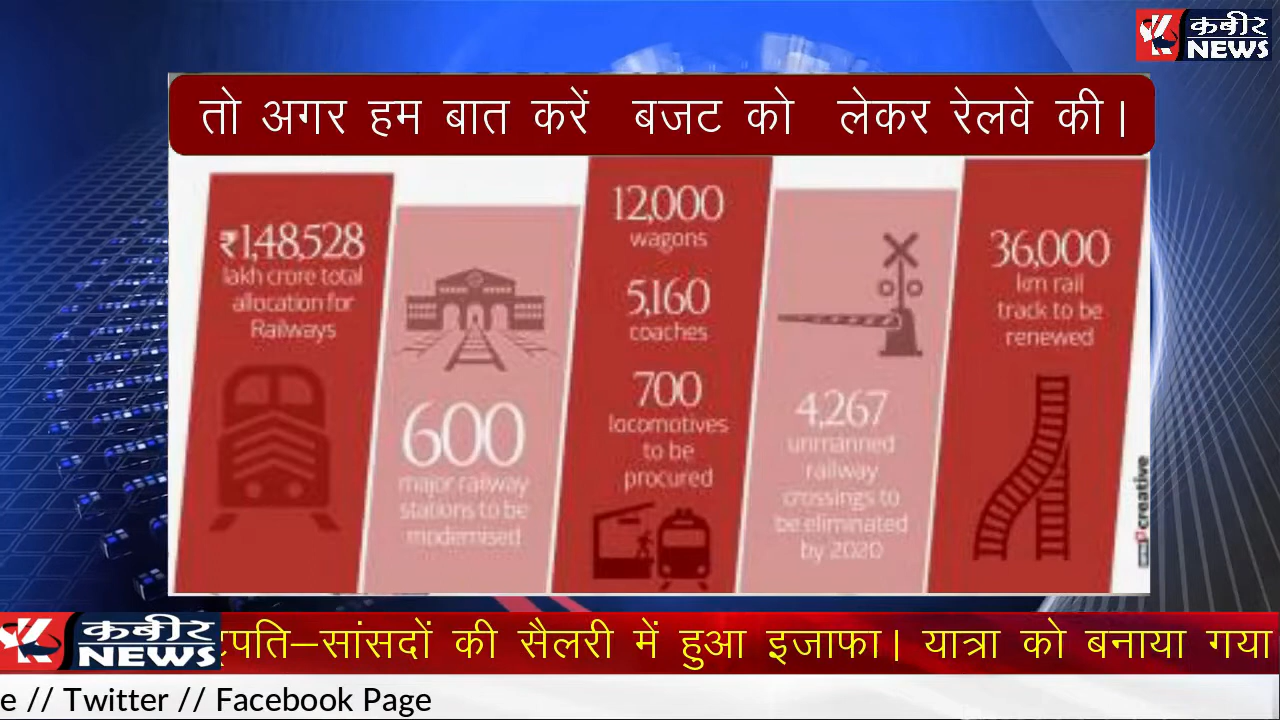 कबीर
NEWS
तो अगर हम बात करें बजट को लेकर रेलवे की।
₹148,528
lakh crore total
allocation for
Railways
600
major railway
stations to be
modernised
12,000
wagons
5,160
coaches
700
locomotives
to be
procured
4,267
unmanned
railway
crossings to
be eliminated
by 2020
36,000
km rail
track to be
renewed
creative
कबीर
NEWS
पति–सांसदों की सैलरी में हुआ इजाफा। यात्रा को बनाया गया
e // Twitter // Facebook Page